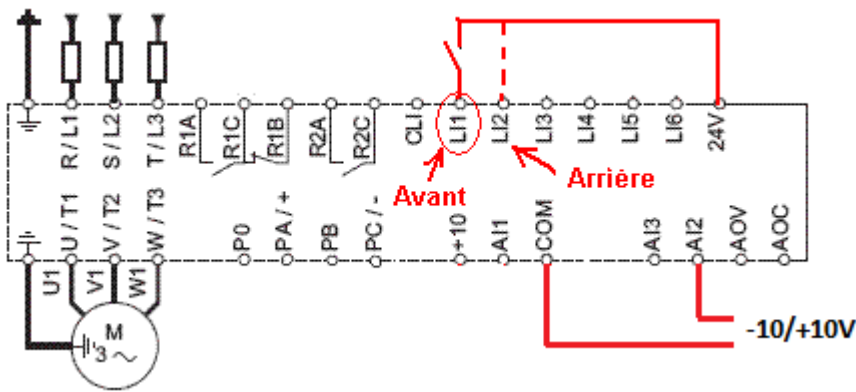 R / L1
S / L2
T / L3
R1A
R1C
R1B
R2A
R2C
CLI
LI1
LI2
LI3
LI4
LI5
LI6
24V
Avant
Arrière
U / T1
V / T2
W / T3
P0
PA / +
PB
PC / -
+10
AI1
COM
AI3
AI2
AOV
AOC
U1
V1
W1
M
3 ~
-10/+10V